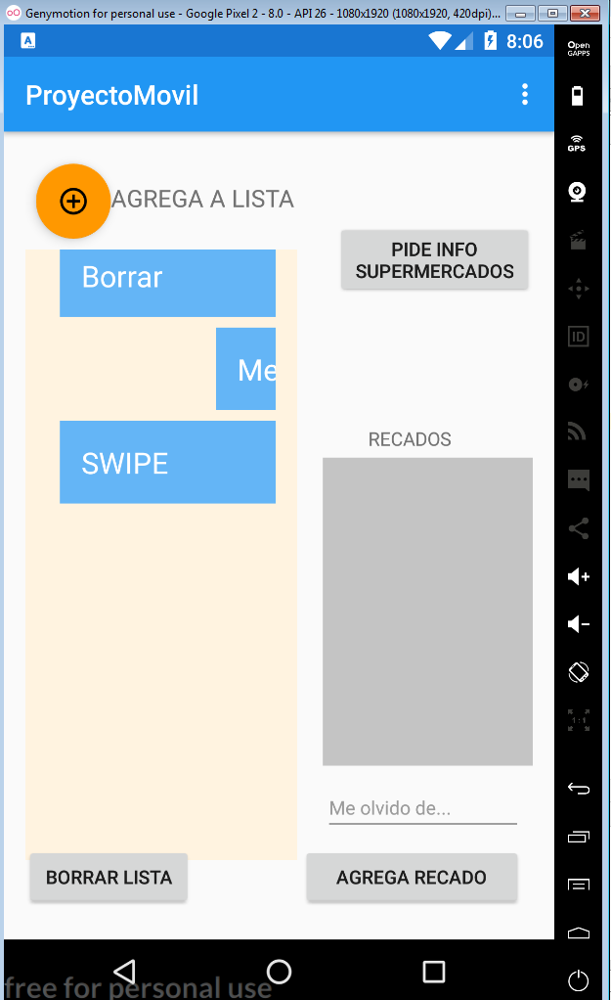 Genymotion for personal use - Google Pixel 2 - 8.0 - API 26 - 1080x1920 (1080x1920, 420dpi)...
A
8:06
Open
GAPPS
ProyectoMovil
GPS
AGREGA A LISTA
PIDE INFO
SUPERMERCADOS
Borrar
ID
Me
RECADOS
SWIPE
1:1
Me olvido de...
BORRAR LISTA
AGREGA RECADO
free for personal use